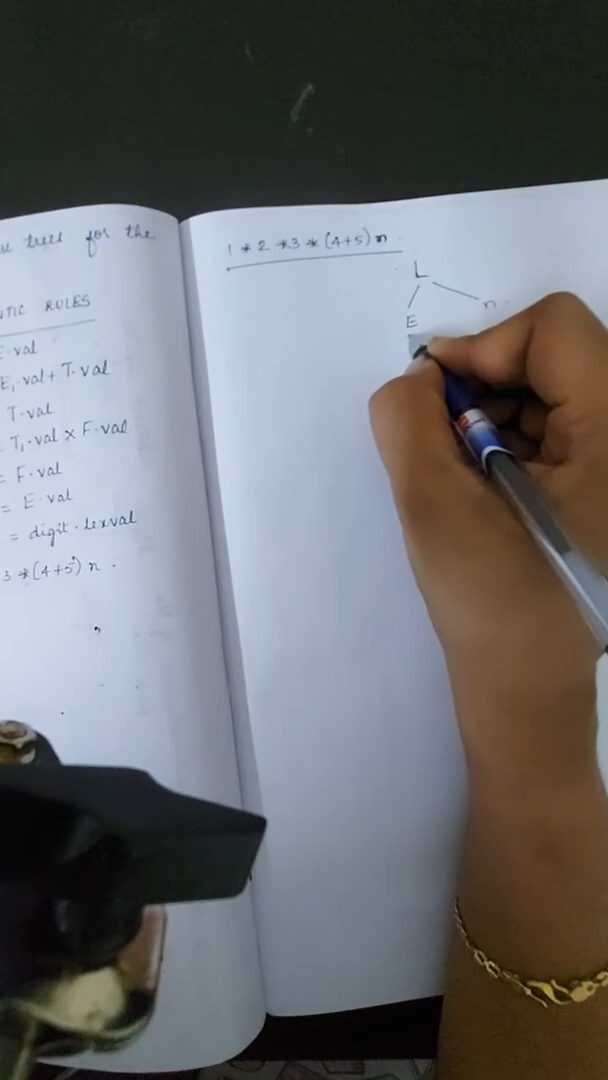 trees for the
RULES
E.val
E₁.val + T.val
T.val
T₁.val × F.val
= F.val
= E.val
= digit.lexval
3 * (4+5) n .
1 * 2 * 3 * (4+5) n
L
E n